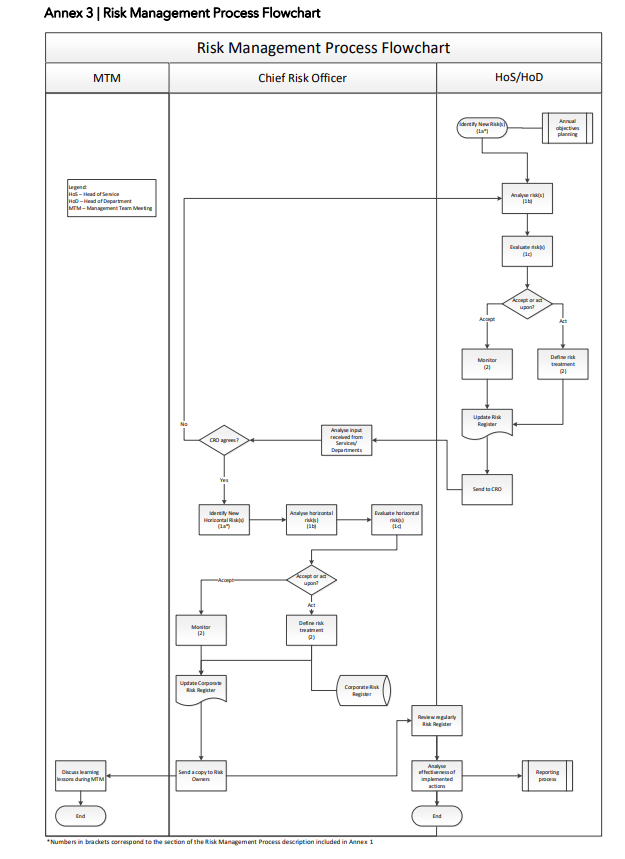 Annex 3 | Risk Management Process Flowchart
Risk Management Process Flowchart
MTM
Chief Risk Officer
HoS/HoD
Identify New Risk(s)
(1a*)
Annual
objectives
planning
Legend:
HoS – Head of Service
HoD – Head of Department
MTM – Management Team Meeting
Analyse risk(s)
(1b)
Evaluate risk(s)
(1c)
Accept or act
upon?
Accept
Act
Monitor
(2)
Define risk
treatment
(2)
Update Risk
Register
Send to CRO
Analyse input
received from
Services/
Departments
CRO agrees?
No
Yes
Identify New
Horizontal Risk(s)
(1a*)
Analyse horizontal
risk(s)
(1b)
Evaluate horizontal
risk(s)
(1c)
Accept or act
upon?
Accept
Act
Monitor
(2)
Define risk
treatment
(2)
Update Corporate
Risk Register
Corporate Risk
Register
Review regularly
Risk Register
Discuss learning
lessons during MTM
Send a copy to Risk
Owners
Analyse
effectiveness of
implemented
actions
Reporting
process
End
End
*Numbers in brackets correspond to the section of the Risk Management Process description included in Annex 1